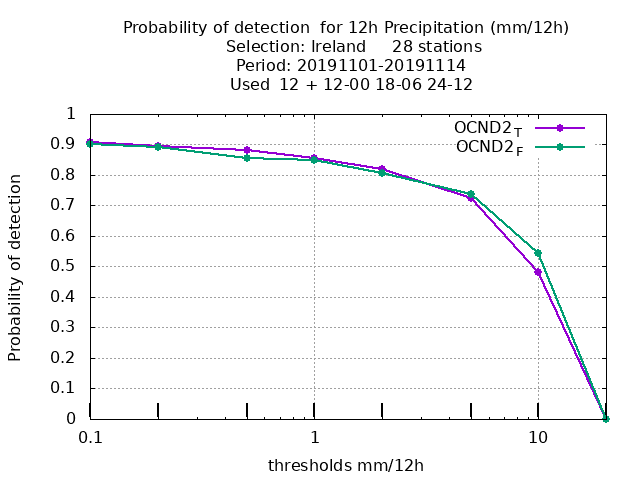 Probability of detection  for 12h Precipitation (mm/12h)
Selection: Ireland     28 stations
Period: 20191101-20191114
Used  12 + 12-00 18-06 24-12
OCND2_T
OCND2_F
Probability of detection
1
0.9
0.8
0.7
0.6
0.5
0.4
0.3
0.2
0.1
0
0.1 1 10
thresholds mm/12h